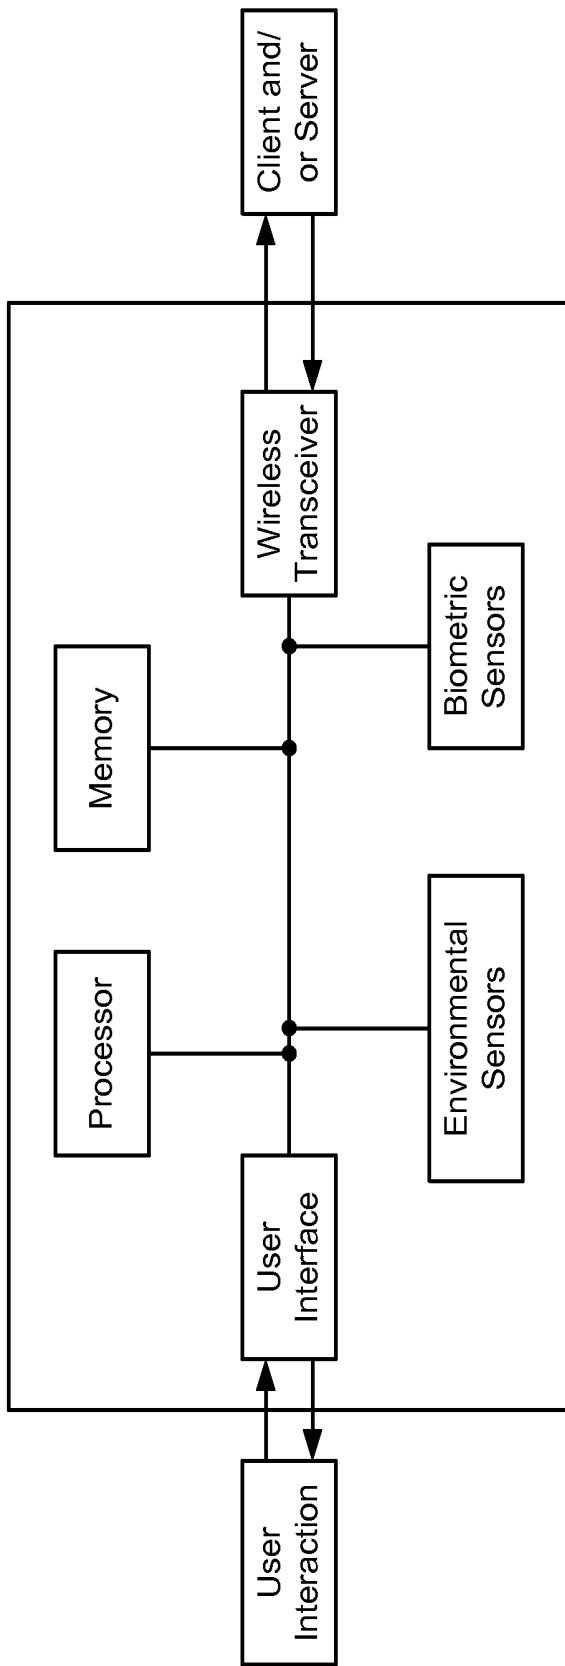 User
Interaction
User
Interface
Processor
Memory
Environmental
Sensors
Biometric
Sensors
Wireless
Transceiver
Client and/
or Server